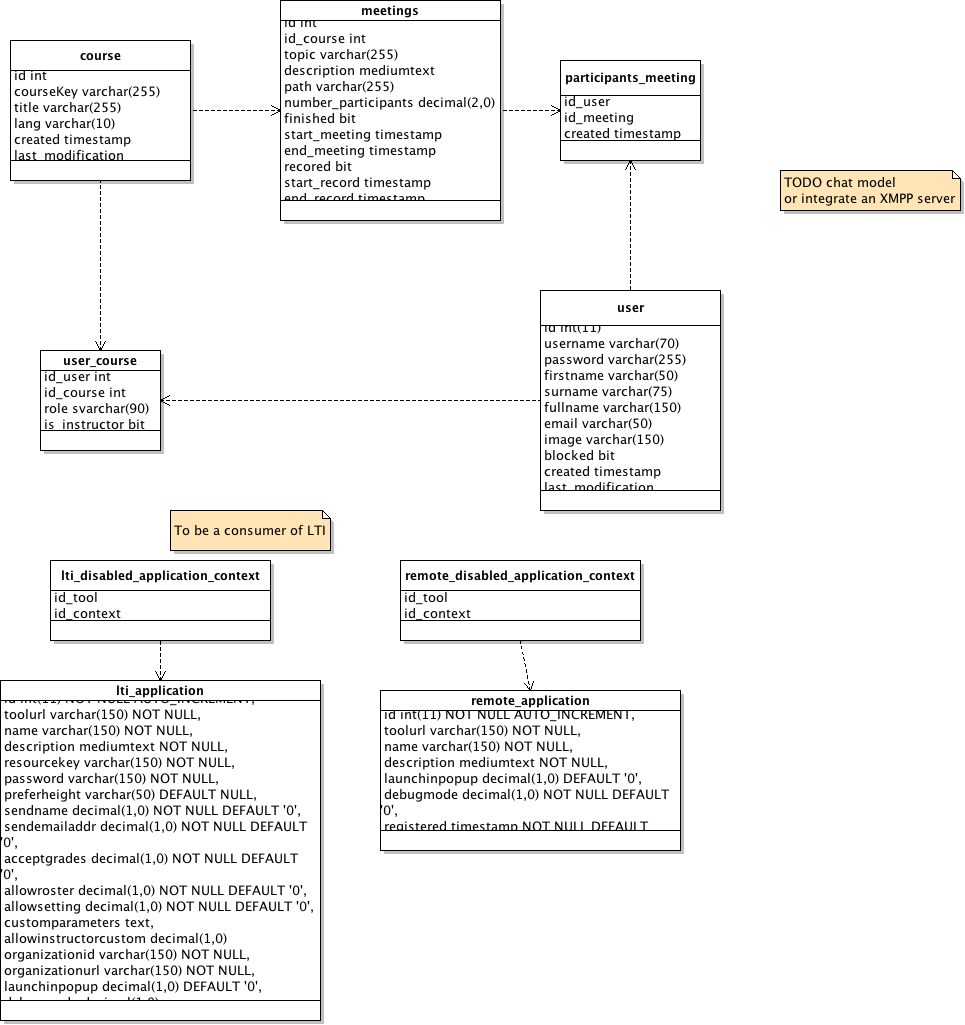 course
id int
courseKey varchar(255)
title varchar(255)
lang varchar(10)
created timestamp
last_modification
meetings
id int
id_course int
topic varchar(255)
description mediumtext
path varchar(255)
number_participants decimal(2,0)
finished bit
start_meeting timestamp
end_meeting timestamp
recored bit
start_record timestamp
end_record timestamp
participants_meeting
id_user
id_meeting
created timestamp
TODO chat model
or integrate an XMPP server
user
id int(11)
username varchar(70)
password varchar(255)
firstname varchar(50)
surname varchar(75)
fullname varchar(150)
email varchar(50)
image varchar(150)
blocked bit
created timestamp
last_modification
user_course
id_user int
id_course int
role svarchar(90)
is_instructor bit
To be a consumer of LTI
lti_disabled_application_context
id_tool
id_context
remote_disabled_application_context
id_tool
id_context
lti_application
id int(11) NOT NULL AUTO_INCREMENT,
toolurl varchar(150) NOT NULL,
name varchar(150) NOT NULL,
description mediumtext NOT NULL,
resourcekey varchar(150) NOT NULL,
password varchar(150) NOT NULL,
preferheight varchar(50) DEFAULT NULL,
sendname decimal(1,0) NOT NULL DEFAULT '0',
sendemailaddr decimal(1,0) NOT NULL DEFAULT
'0',
acceptgrades decimal(1,0) NOT NULL DEFAULT
'0',
allowroster decimal(1,0) NOT NULL DEFAULT '0',
allowsetting decimal(1,0) NOT NULL DEFAULT '0',
customparameters text,
allowinstructorcustom decimal(1,0)
organizationid varchar(150) NOT NULL,
organizationurl varchar(150) NOT NULL,
launchinpopup decimal(1,0) DEFAULT '0',
remote_application
id int(11) NOT NULL AUTO_INCREMENT,
toolurl varchar(150) NOT NULL,
name varchar(150) NOT NULL,
description mediumtext NOT NULL,
launchinpopup decimal(1,0) DEFAULT '0',
debugmode decimal(1,0) NOT NULL DEFAULT
'0',
registered timestamp NOT NULL DEFAULT